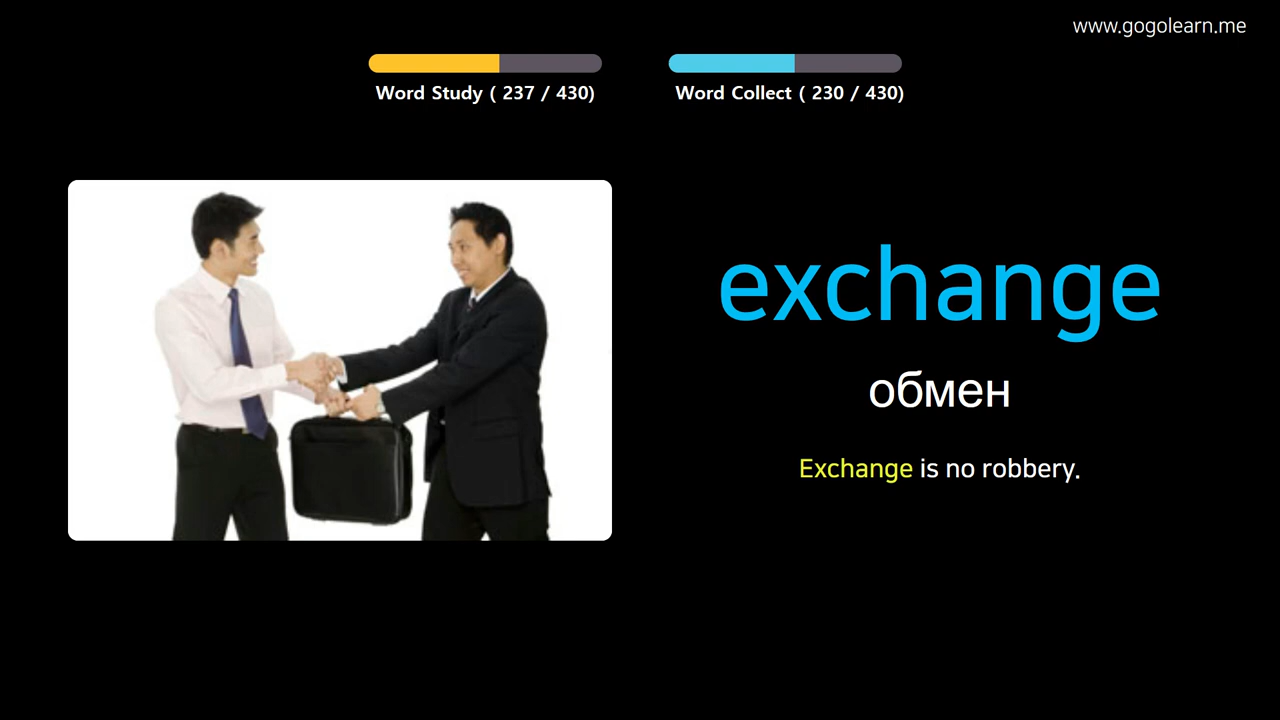 www.gogolearn.me
Word Study ( 237 / 430)
Word Collect ( 230 / 430)
exchange
обмен
Exchange is no robbery.